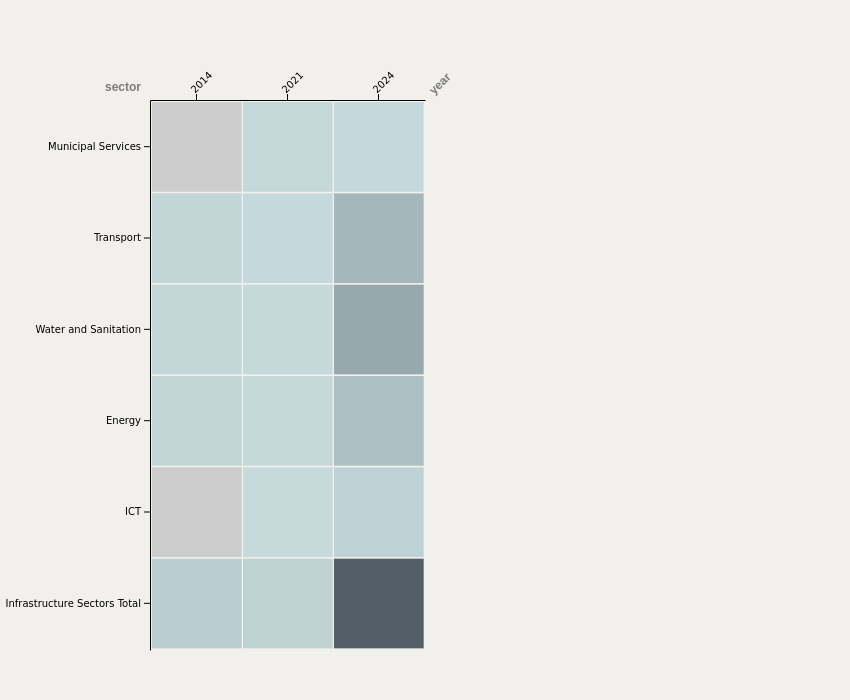 sector
2014
2021
2024
year
Municipal Services
Transport
Water and Sanitation
Energy
ICT
Infrastructure Sectors Total